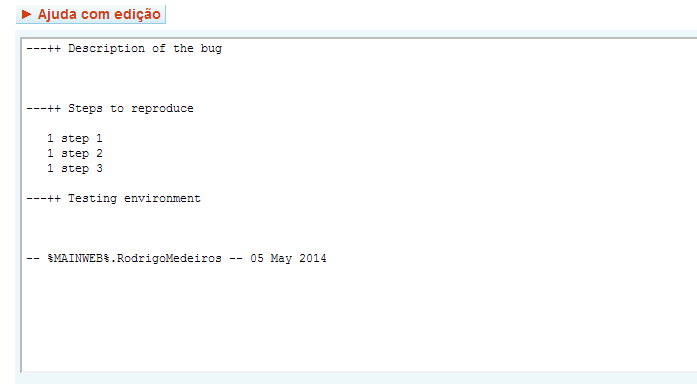 ► Ajuda com edição
---++ Description of the bug
---++ Steps to reproduce
1 step 1
1 step 2
1 step 3
---++ Testing environment
-- %MAINWEB%.RodrigoMedeiros -- 05 May 2014